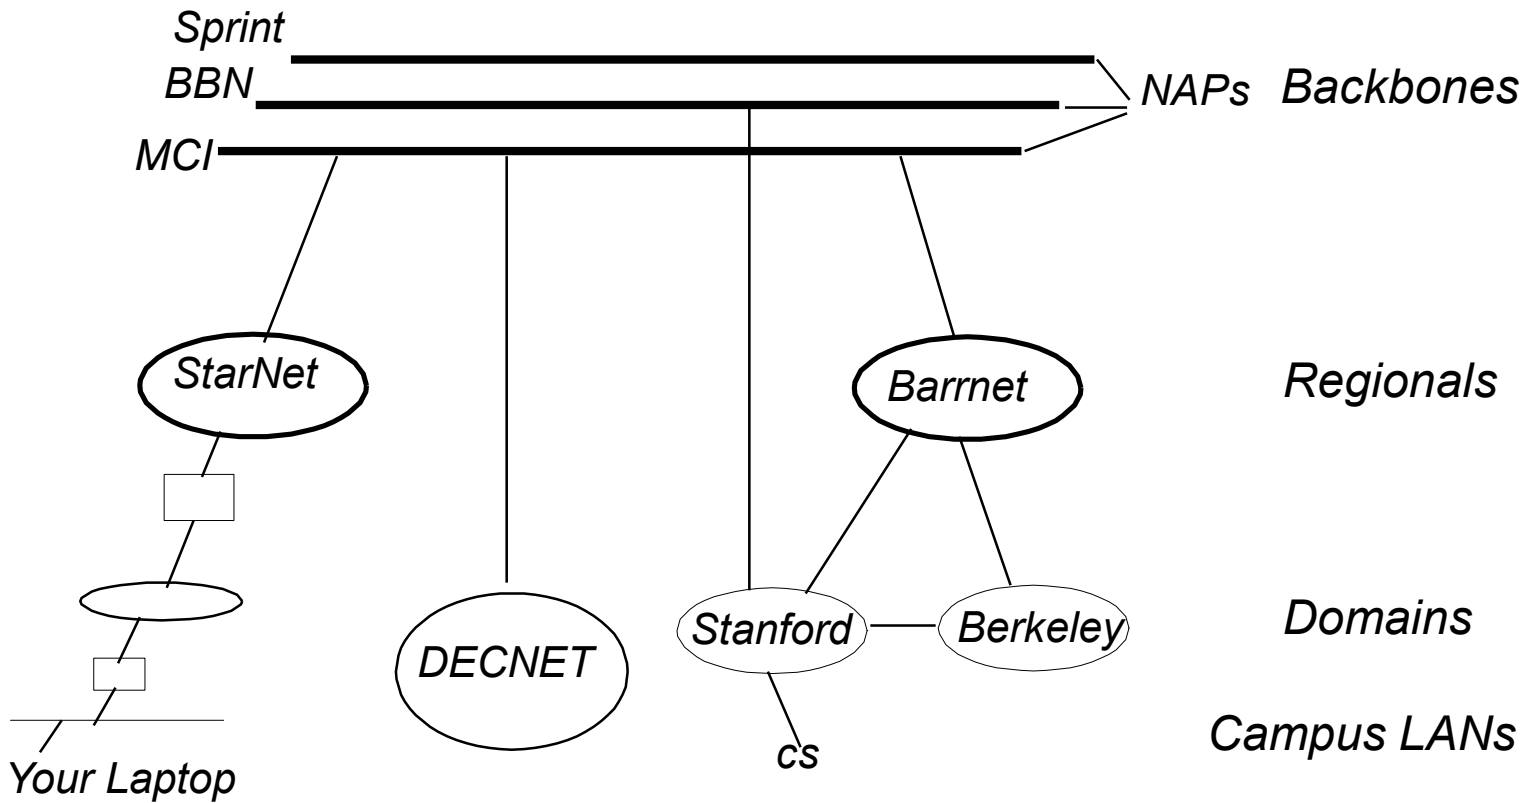 Sprint
BBN
NAPs
Backbones
MCI
StarNet
Barrnet
Regionals
Stanford
Berkeley
Domains
DECNET
Campus LANs
cs
Your Laptop